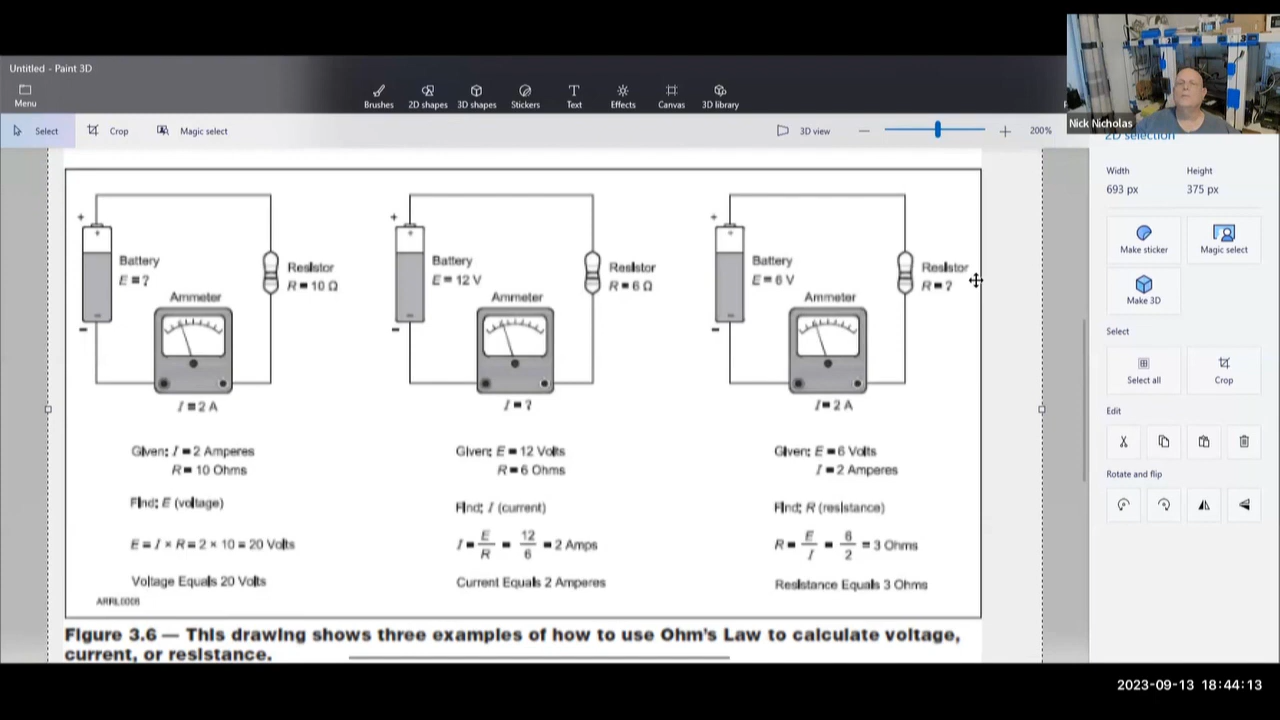 Untitled - Paint 3D
Menu
Brushes
2D shapes
3D shapes
Stickers
Text
Effects
Canvas
3D library
Select
Crop
Magic select
3D view
200%
Nick Nicholas
2D selection
Width
Height
693 px
375 px
Make sticker
Magic select
Make 3D
Select
Select all
Crop
Edit
Rotate and flip
+
+
Battery
E = ?
Resistor
R = 10 Ω
Ammeter
−
I = 2 A
Given: I = 2 Amperes
R = 10 Ohms
Find: E (voltage)
E = I × R = 2 × 10 = 20 Volts
Voltage Equals 20 Volts
ARRL0006
+
+
Battery
E = 12 V
Resistor
R = 6 Ω
Ammeter
−
I = ?
Given: E = 12 Volts
R = 6 Ohms
Find: I (current)
I = E/R = 12/6 = 2 Amps
Current Equals 2 Amperes
+
+
Battery
E = 6 V
Resistor
R = ?
Ammeter
−
I = 2 A
Given: E = 6 Volts
I = 2 Amperes
Find: R (resistance)
R = E/I = 6/2 = 3 Ohms
Resistance Equals 3 Ohms
Figure 3.6 — This drawing shows three examples of how to use Ohm's Law to calculate voltage,
current, or resistance.
2023-09-13 18:44:13